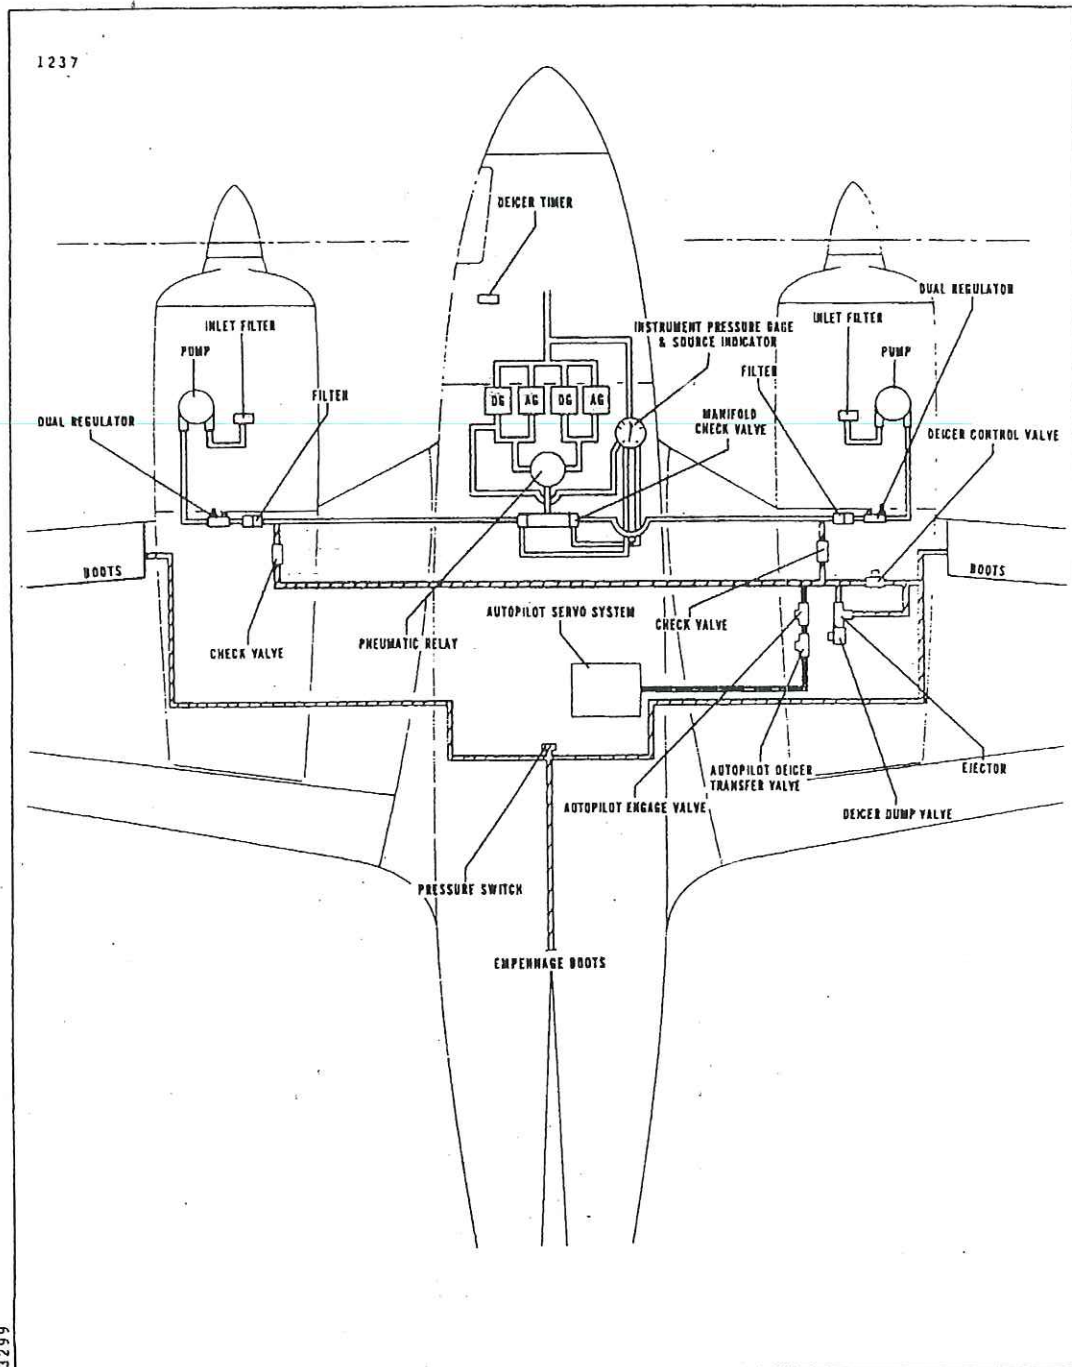 1237
DEICER TIMER
DUAL REGULATOR
INLET FILTER
PUMP
FILTER
DUAL REGULATOR
INSTRUMENT PRESSURE GAGE
& SOURCE INDICATOR
FILTER
INLET FILTER
PUMP
DG
AG
DG
AG
MANIFOLD
CHECK VALVE
DEICER CONTROL VALVE
BOOTS
BOOTS
AUTOPILOT SERVO SYSTEM
CHECK VALVE
CHECK VALVE
PNEUMATIC RELAY
AUTOPILOT DEICER
TRANSFER VALVE
EJECTOR
AUTOPILOT ENGAGE VALVE
DEICER DUMP VALVE
PRESSURE SWITCH
EMPENNAGE BOOTS
3299